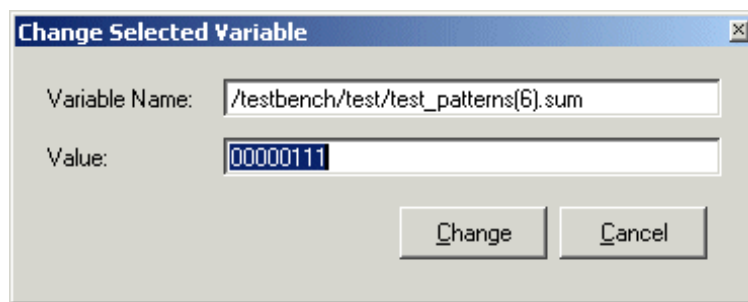 Change Selected Variable
Variable Name: /testbench/test/test_patterns(6).sum
Value: 00000111
Change Cancel